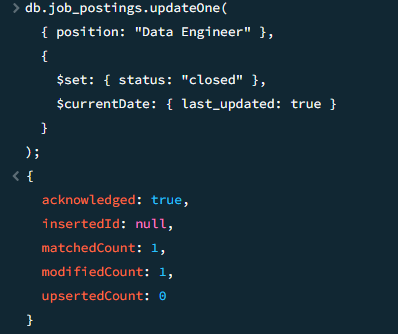 > db.job_postings.updateOne(
{ position: "Data Engineer" },
{
$set: { status: "closed" },
$currentDate: { last_updated: true }
}
);
< {
acknowledged: true,
insertedId: null,
matchedCount: 1,
modifiedCount: 1,
upsertedCount: 0
}